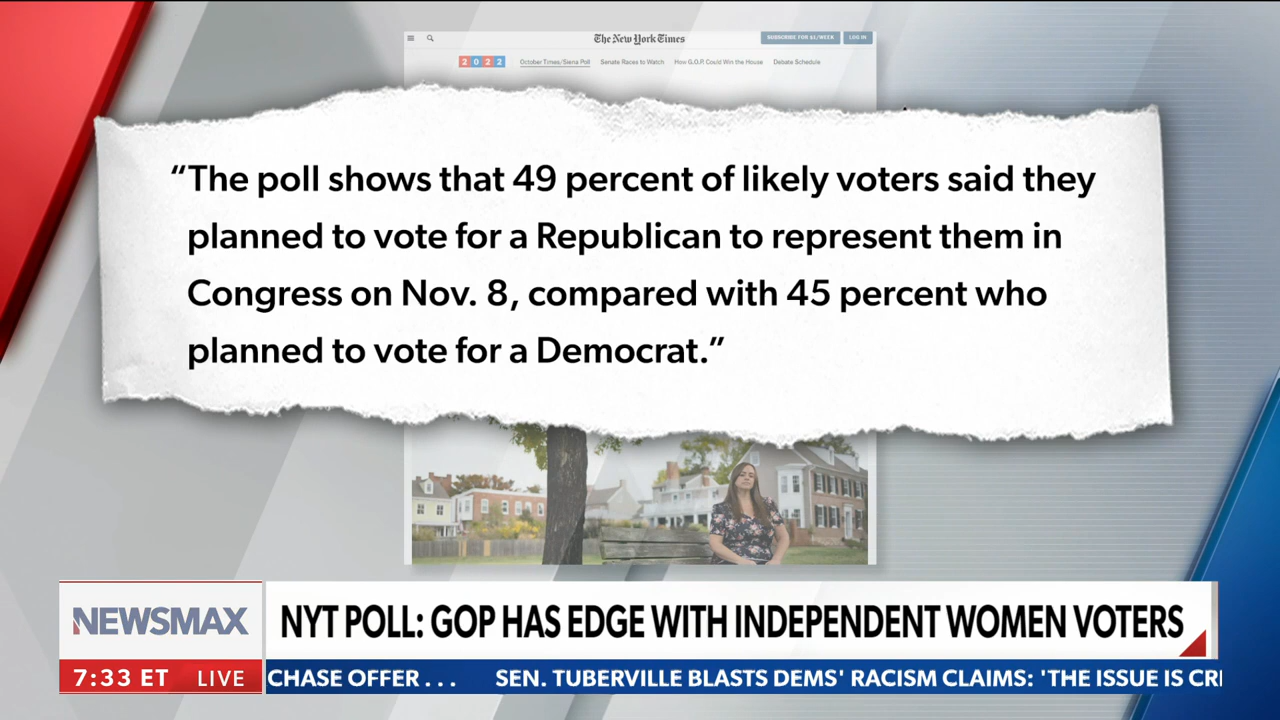 The New York Times
SUBSCRIBE FOR $1/WEEK
LOG IN
2022
October Times/Siena Poll
Senate Races to Watch
How G.O.P. Could Win the House
Debate Schedule
“The poll shows that 49 percent of likely voters said they
planned to vote for a Republican to represent them in
Congress on Nov. 8, compared with 45 percent who
planned to vote for a Democrat.”
NEWSMAX
NYT POLL: GOP HAS EDGE WITH INDEPENDENT WOMEN VOTERS
7:33 ET LIVE
CHASE OFFER . . . SEN. TUBERVILLE BLASTS DEMS' RACISM CLAIMS: 'THE ISSUE IS CRI